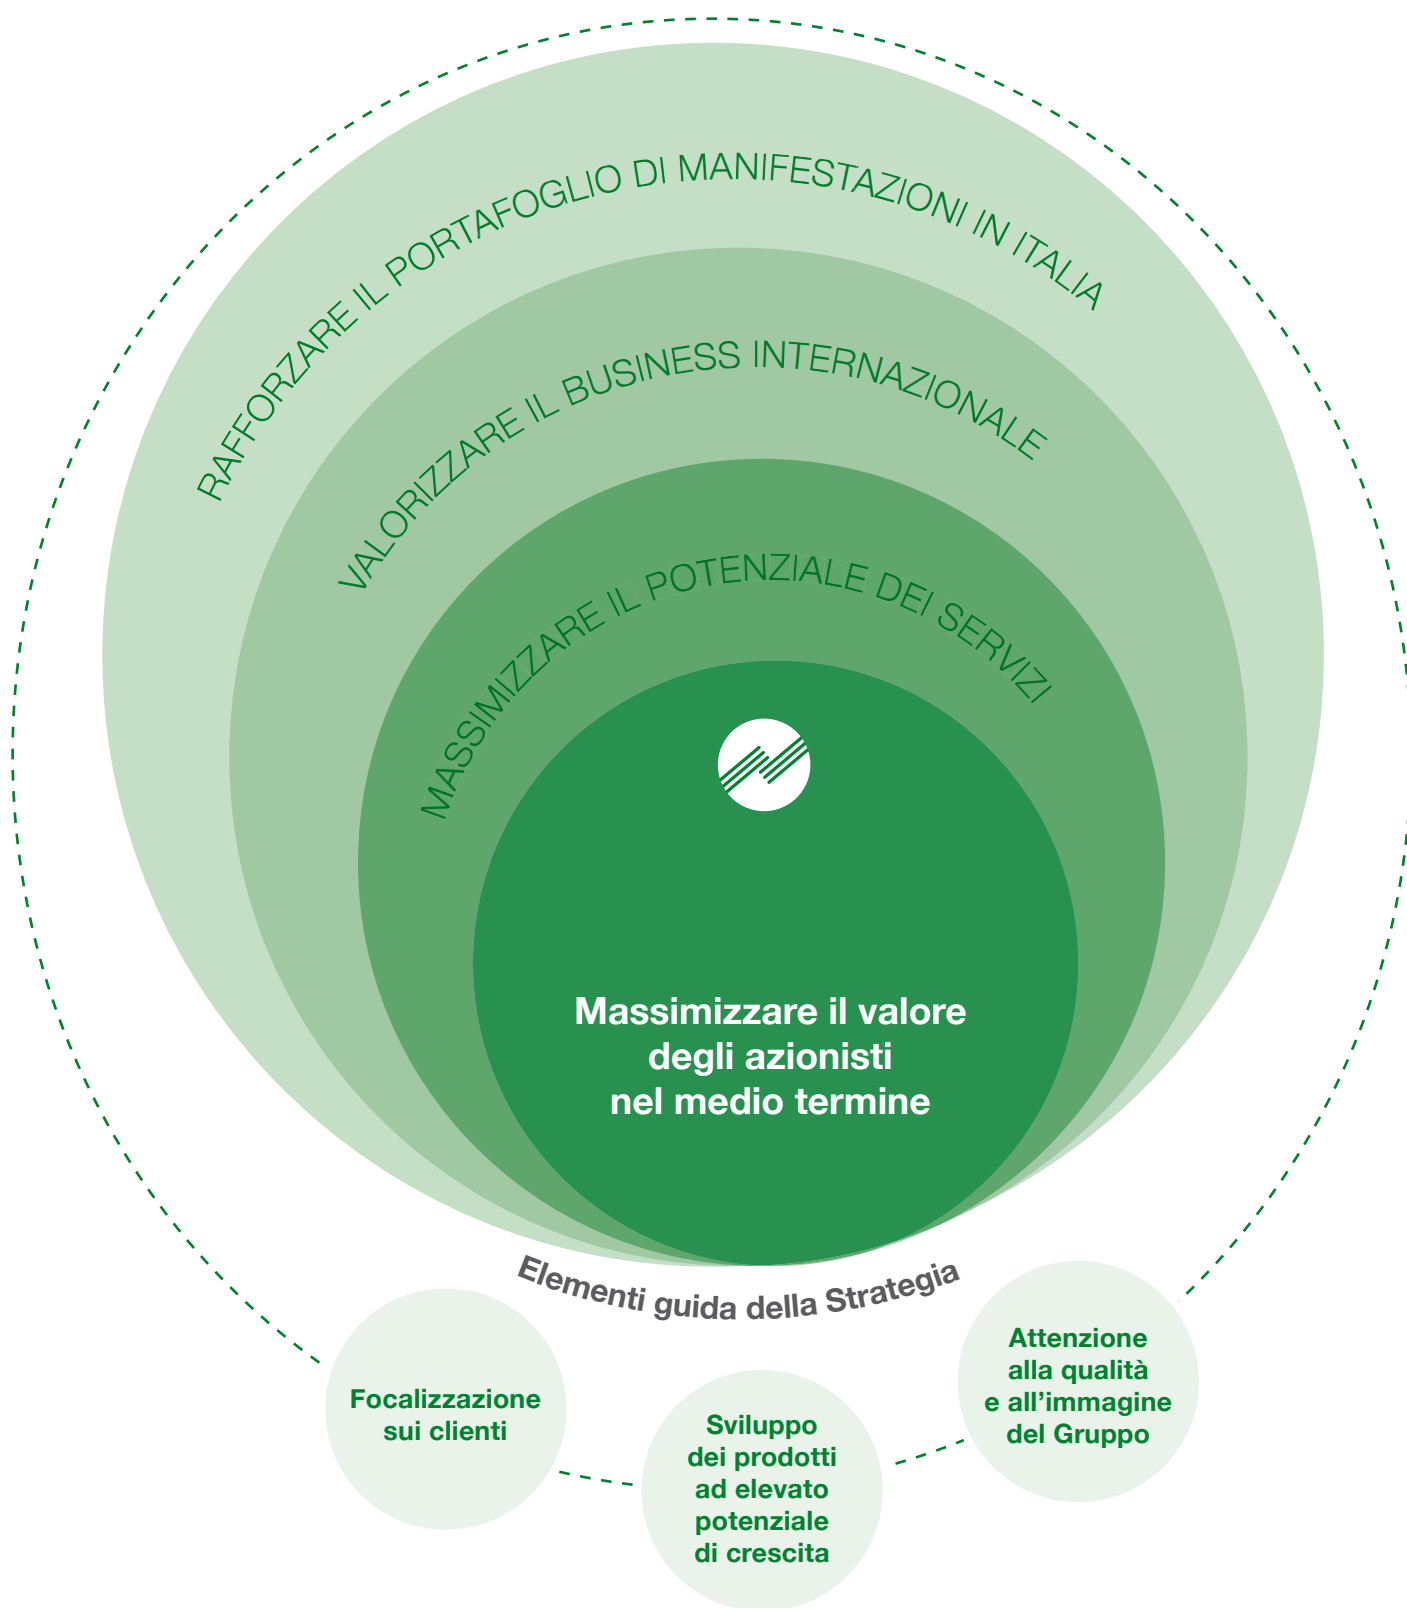 RAFFORZARE IL PORTAFOGLIO DI MANIFESTAZIONI IN ITALIA
VALORIZZARE IL BUSINESS INTERNAZIONALE
MASSIMIZZARE IL POTENZIALE DEI SERVIZI
Massimizzare il valore
degli azionisti
nel medio termine
Elementi guida della Strategia
Focalizzazione
sui clienti
Sviluppo
dei prodotti
ad elevato
potenziale
di crescita
Attenzione
alla qualità
e all’immagine
del Gruppo